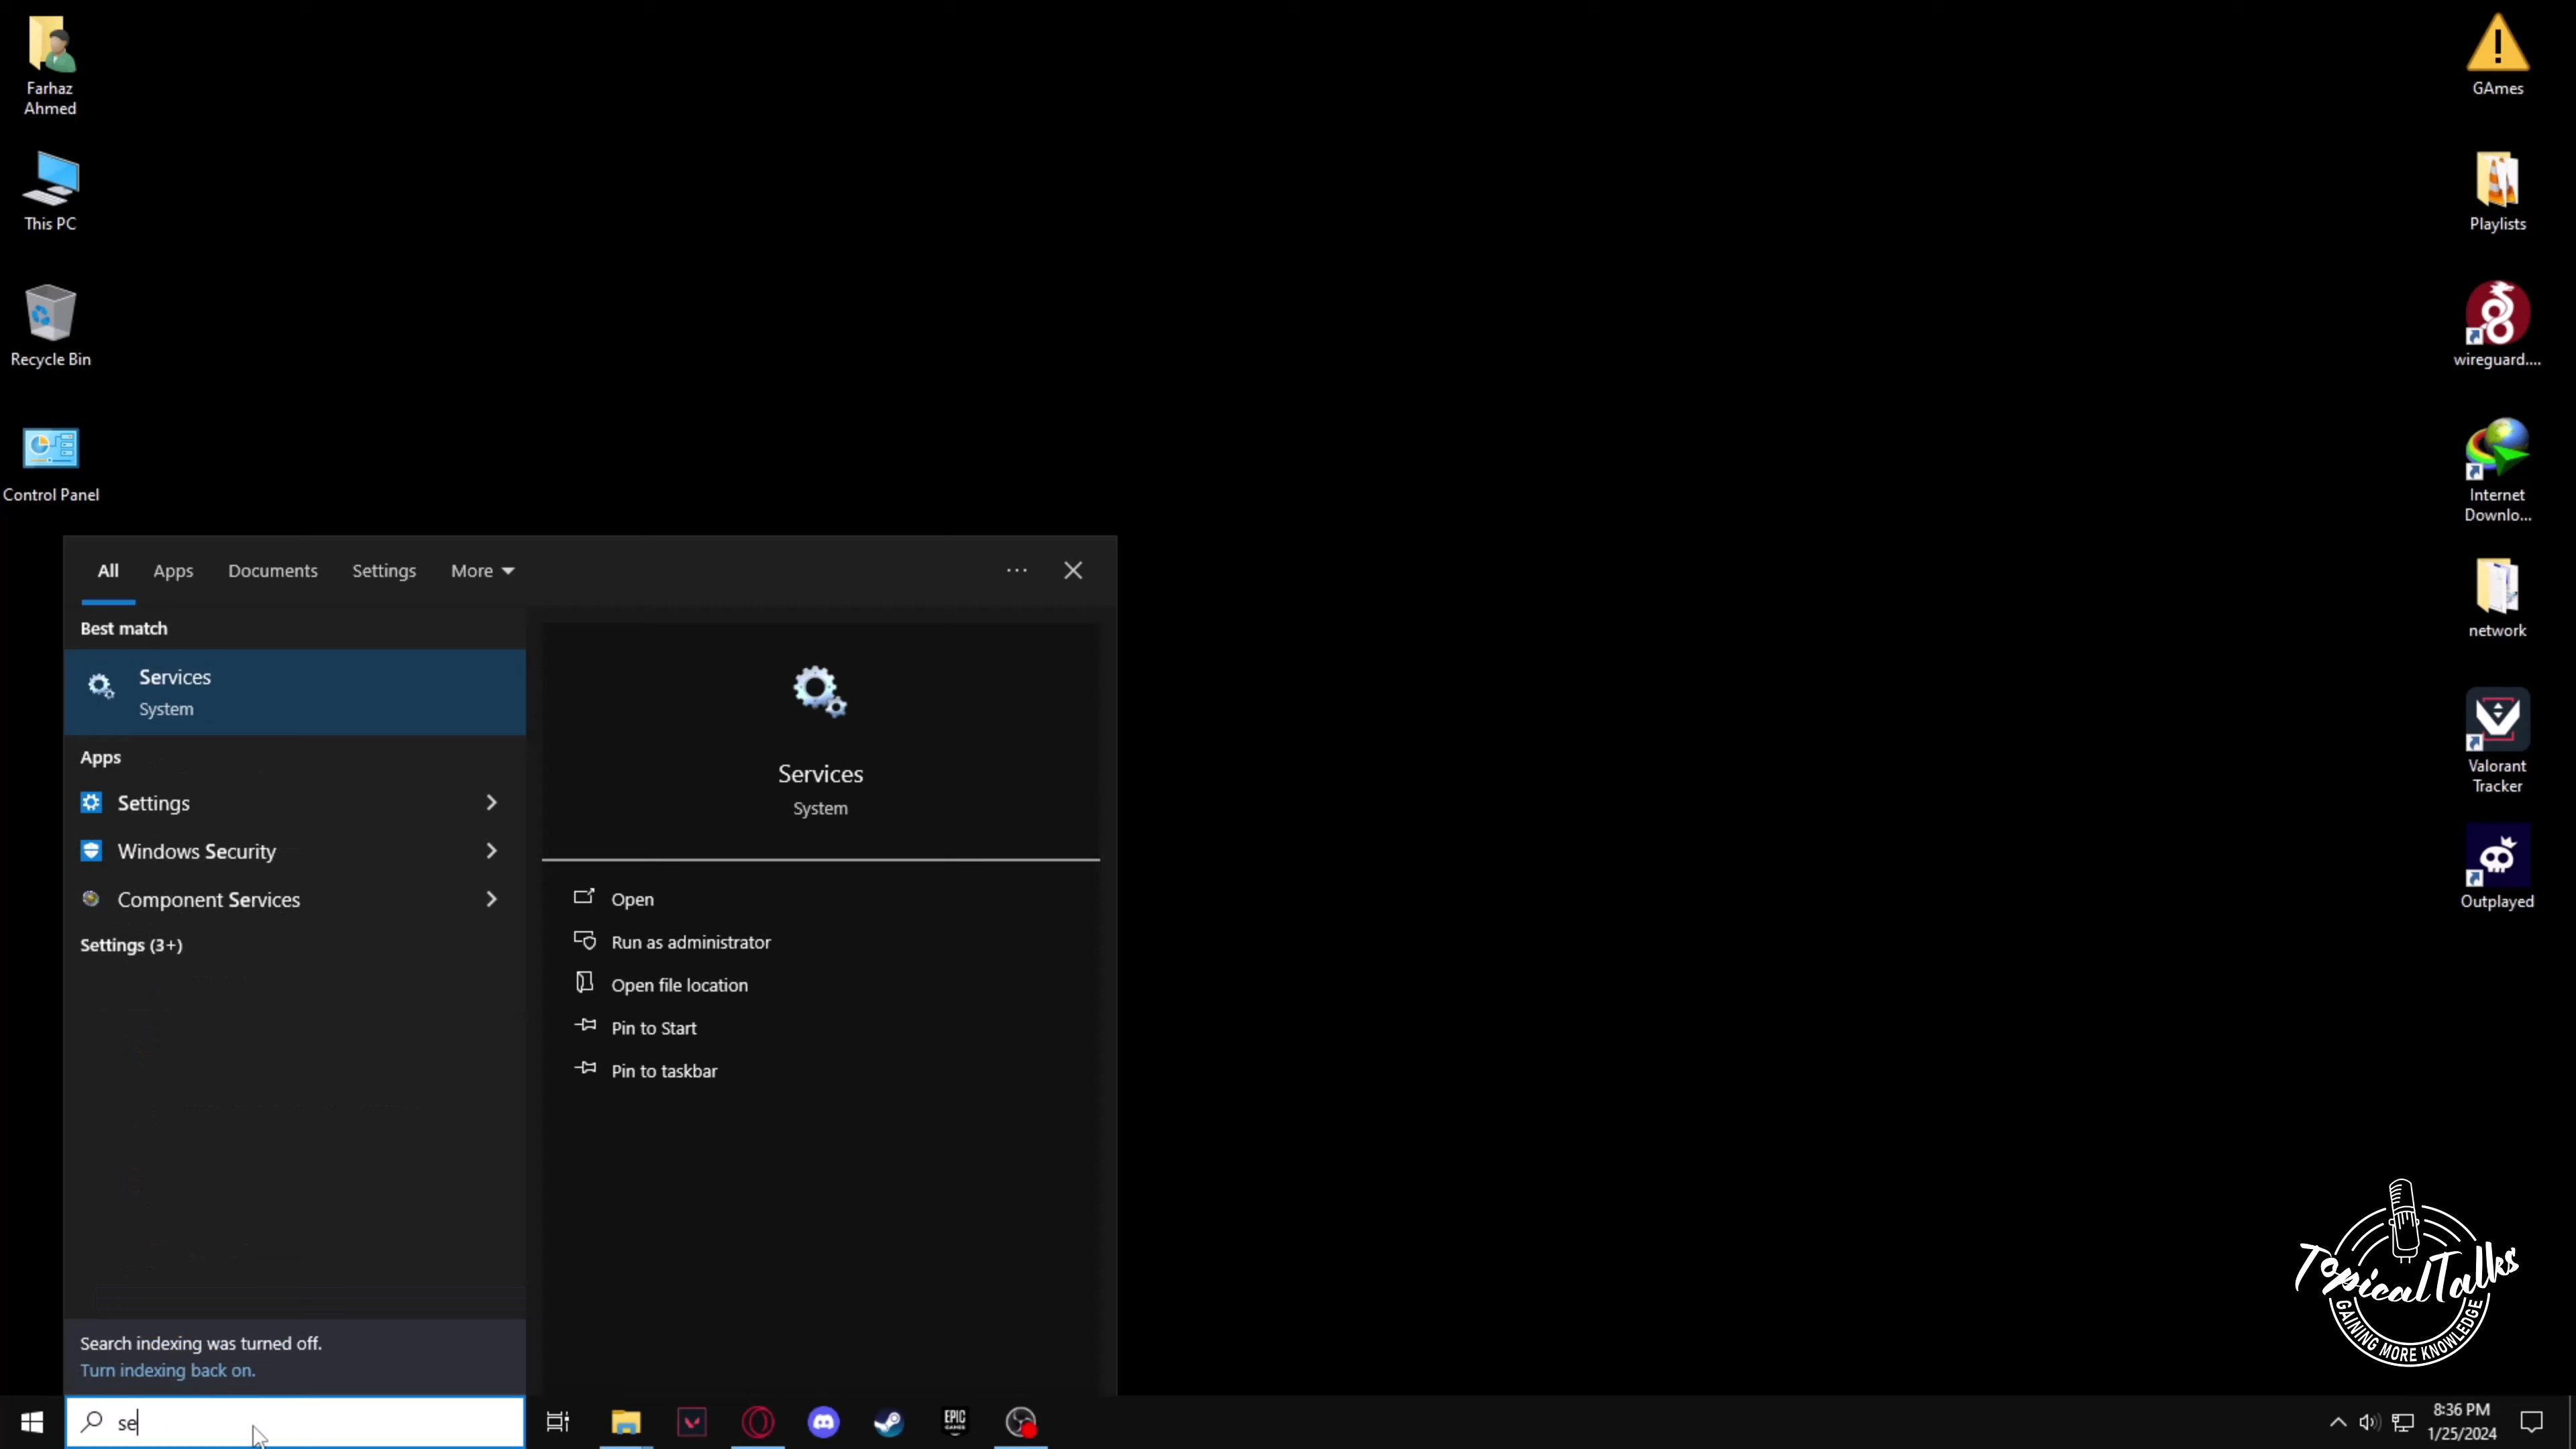 Farhaz
Ahmed
This PC
Recycle Bin
Control Panel
GAmes
Playlists
wireguard....
Internet
Downlo...
network
Valorant
Tracker
Outplayed
All
Apps
Documents
Settings
More
Best match
Services
System
Apps
Settings
Windows Security
Component Services
Settings (3+)
Services
System
Open
Run as administrator
Open file location
Pin to Start
Pin to taskbar
Search indexing was turned off.
Turn indexing back on.
se
EPIC
GAMES
TopicalTalks
GAINING MORE KNOWLEDGE
8:36 PM
1/25/2024